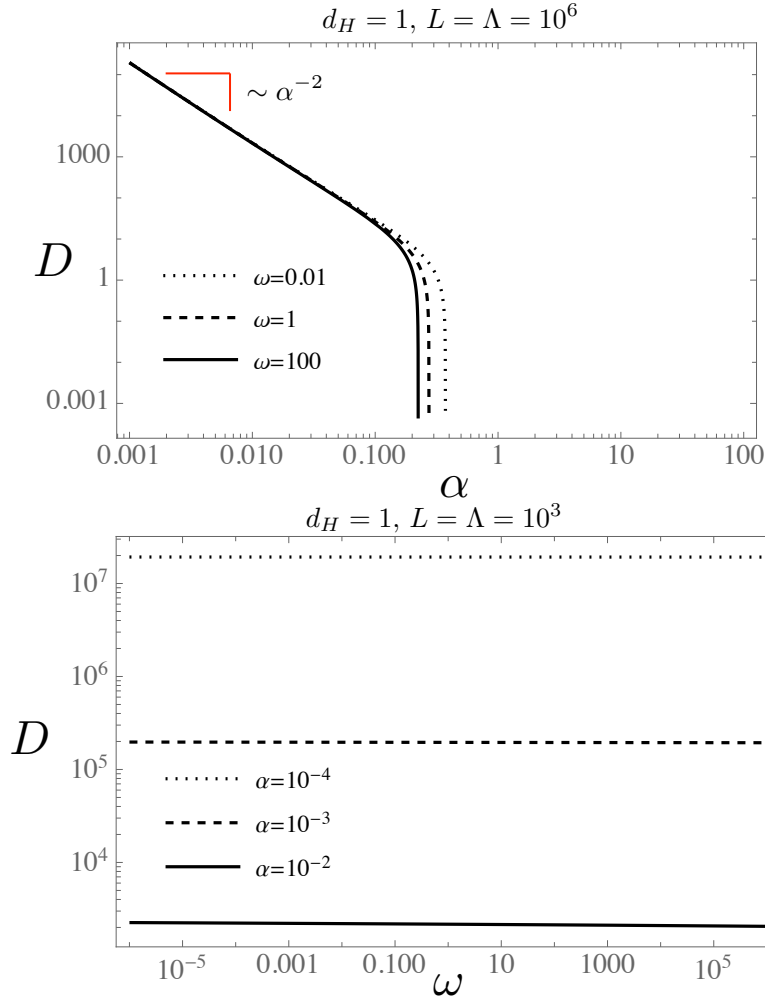 d_H = 1, L = Λ = 10^6
∼ α^{-2}
1000
D
1
0.001
ω=0.01
ω=1
ω=100
0.001 0.010 0.100 1 10 100
α
d_H = 1, L = Λ = 10^3
10^7
10^6
D
10^5
10^4
α=10^{-4}
α=10^{-3}
α=10^{-2}
10^{-5} 0.001 0.100 10 1000 10^5
ω